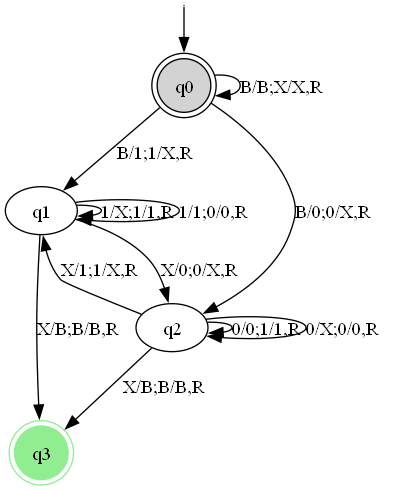 q0
B/B;X/X,R
B/1;1/X,R
q1
1/X;1/1,R
1/1;0/0,R
B/0;0/X,R
X/1;1/X,R
X/0;0/X,R
X/B;B/B,R
q2
0/0;1/1,R
0/X;0/0,R
X/B;B/B,R
q3